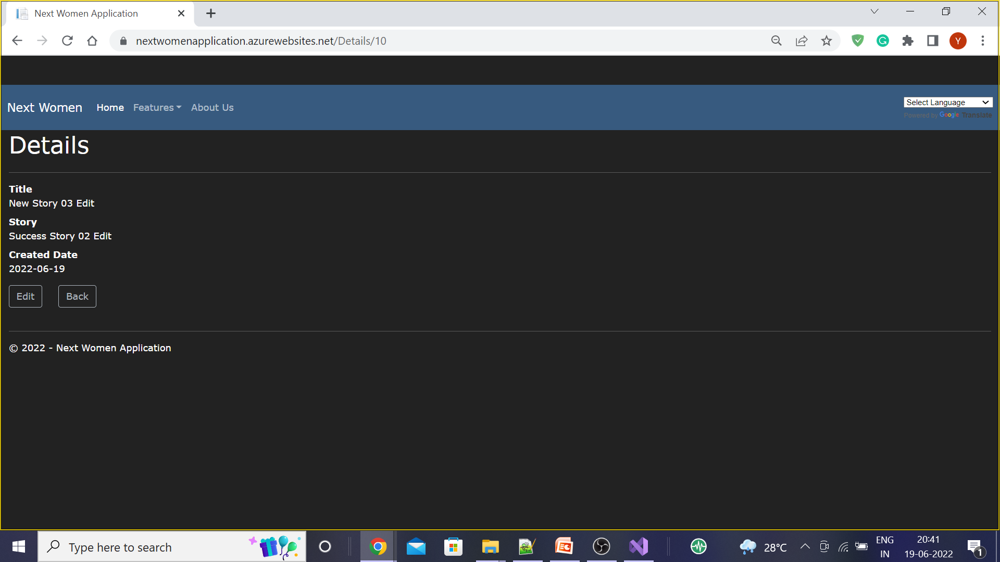 Next Women Application
nextwomenapplication.azurewebsites.net/Details/10
Y
Next Women Home Features About Us Select Language
Powered by Google Translate
Details
Title
New Story 03 Edit
Story
Success Story 02 Edit
Created Date
2022-06-19
Edit Back
© 2022 - Next Women Application
Type here to search
28°C
ENG
IN
20:41
19-06-2022
1